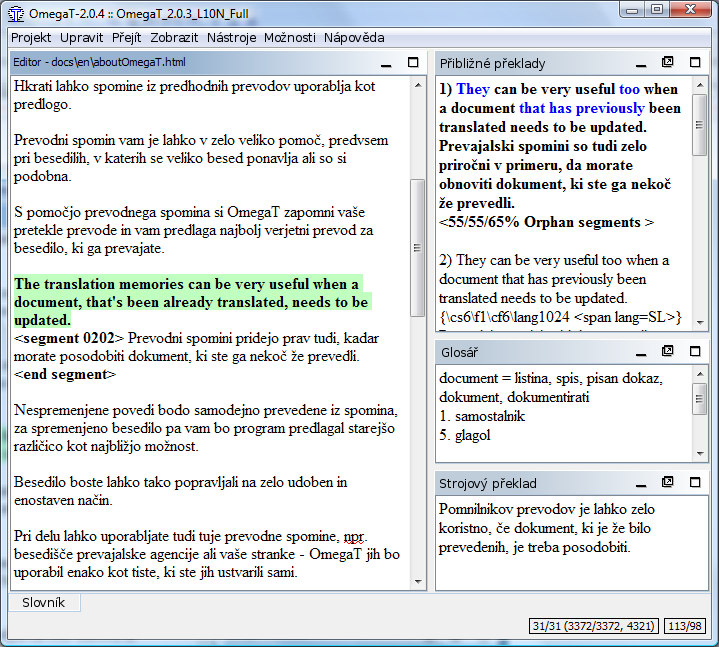 OmegaT-2.0.4 :: OmegaT_2.0.3_L10N_Full
Projekt Upravit Přejít Zobrazit Nástroje Možnosti Nápověda
Editor - docs\en\aboutOmegaT.html
Hkrati lahko spomine iz predhodnih prevodov uporablja kot
predlogo.
Prevodni spomin vam je lahko v zelo veliko pomoč, predvsem
pri besedilih, v katerih se veliko besed ponavlja ali so si
podobna.
S pomočjo prevodnega spomina si OmegaT zapomni vaše
pretekle prevode in vam predlaga najbolj verjetni prevod za
besedilo, ki ga prevajate.
The translation memories can be very useful when a
document, that's been already translated, needs to be
updated.
<segment 0202> Prevodni spomini pridejo prav tudi, kadar
morate posodobiti dokument, ki ste ga nekoč že prevedli.
<end segment>
Nespremenjene povedi bodo samodejno prevedene iz spomina,
za spremenjeno besedilo pa vam bo program predlagal starejšo
različico kot najbližjo možnost.
Besedilo boste lahko tako popravljali na zelo udoben in
enostaven način.
Pri delu lahko uporabljate tudi tuje prevodne spomine, npr.
besedišče prevajalske agencije ali vaše stranke - OmegaT jih bo
uporabil enako kot tiste, ki ste jih ustvarili sami.
Přibližné překlady
1) They can be very useful too when
a document that has previously been
translated needs to be updated.
Prevajalski spomini so tudi zelo
priročni v primeru, da morate
obnoviti dokument, ki ste ga nekoč
že prevedli.
<55/55/65% Orphan segments >
2) They can be very useful too when a
document that has previously been
translated needs to be updated.
{\cs6\f1\cf6\lang1024 <span lang=SL>}
Glosář
document = listina, spis, pisan dokaz,
dokument, dokumentirati
1. samostalnik
5. glagol
Strojový překlad
Pomnilnikov prevodov je lahko zelo
koristno, če dokument, ki je že bilo
prevedenih, je treba posodobiti.
Slovník
31/31 (3372/3372, 4321) 113/98